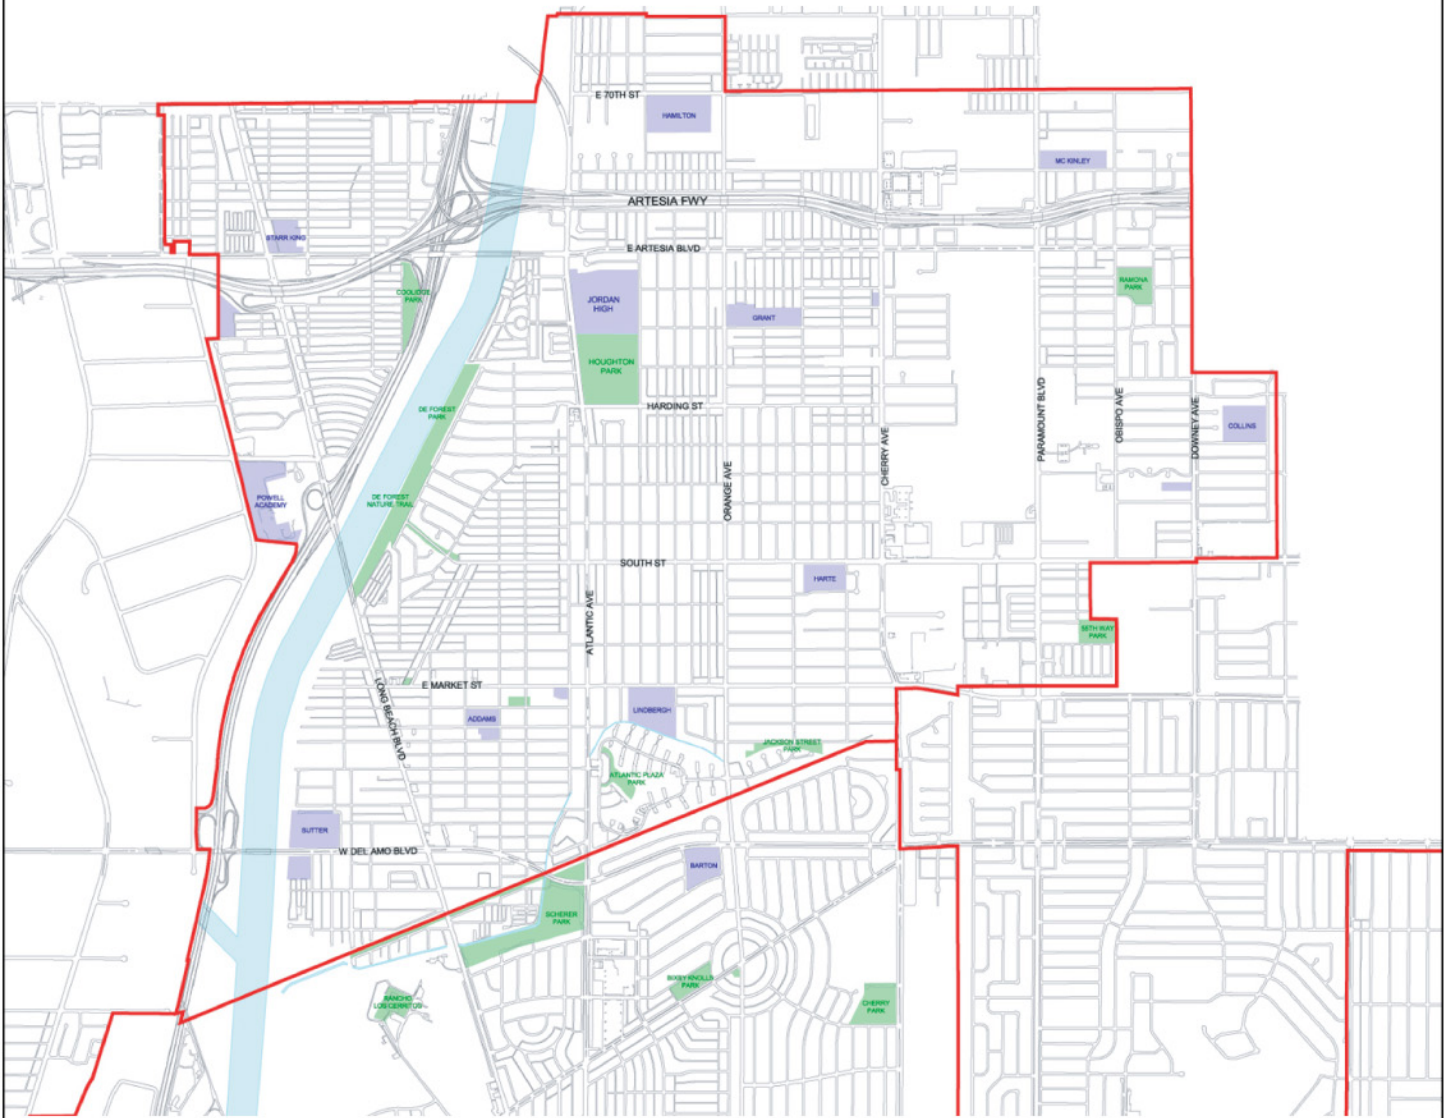 E 70TH ST
HAMILTON
MC KINLEY
ARTESIA FWY
STARR KING
E ARTESIA BLVD
COOLIDGE
PARK
RAMONA
PARK
JORDAN
HIGH
GRANT
HOUGHTON
PARK
DE FOREST
PARK
HARDING ST
PARAMOUNT BLVD
OBISPO AVE
DOWNEY AVE
COLLINS
CHERRY AVE
ORANGE AVE
POWELL
ACADEMY
DE FOREST
NATURE TRAIL
SOUTH ST
HARTE
ATLANTIC AVE
55TH WAY
PARK
E MARKET ST
LONG BEACH BLVD
ADDAMS
LINDBERGH
JACKSON STREET
PARK
ATLANTIC PLAZA
PARK
SUTTER
W DEL AMO BLVD
BARTON
SCHERER
PARK
BIXBY KNOLLS
PARK
RANCHO
LOS CERRITOS
CHERRY
PARK